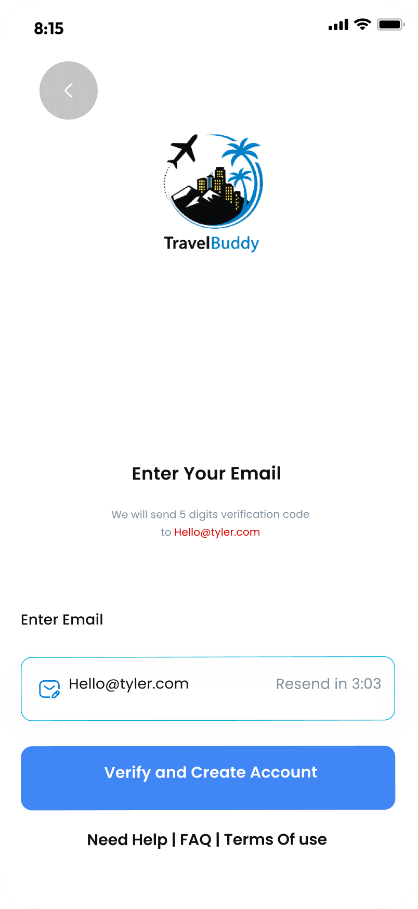 8:15
TravelBuddy
Enter Your Email
We will send 5 digits verification code
to Hello@tyler.com
Enter Email
Hello@tyler.com Resend in 3:03
Verify and Create Account
Need Help | FAQ | Terms Of use